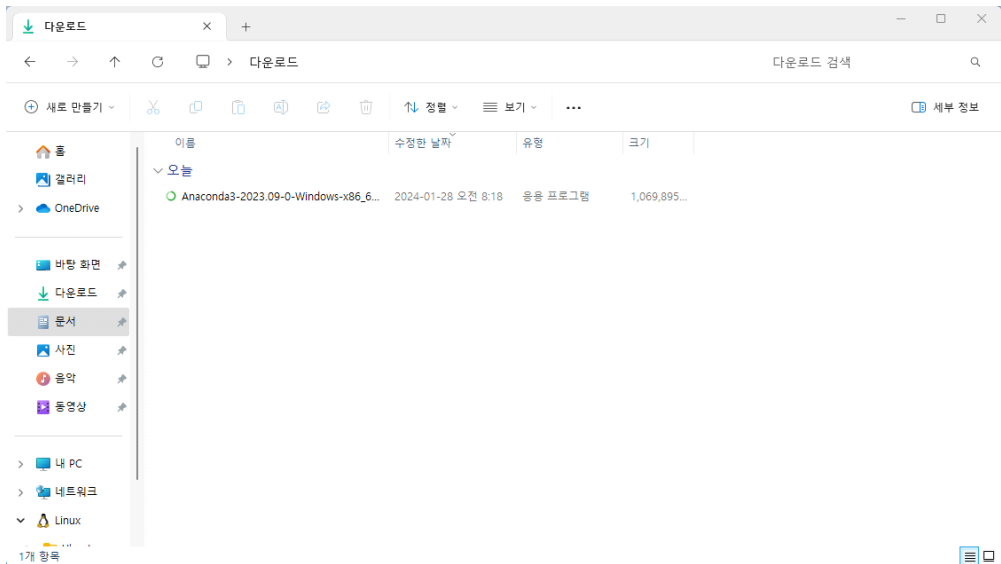 다운로드
다운로드
다운로드 검색
새로 만들기
정렬
보기
세부 정보
이름 수정한 날짜 유형 크기
홈
오늘
갤러리
Anaconda3-2023.09-0-Windows-x86_6... 2024-01-28 오전 8:18 응용 프로그램 1,069,895...
OneDrive
바탕 화면
다운로드
문서
사진
음악
동영상
내 PC
네트워크
Linux
1개 항목